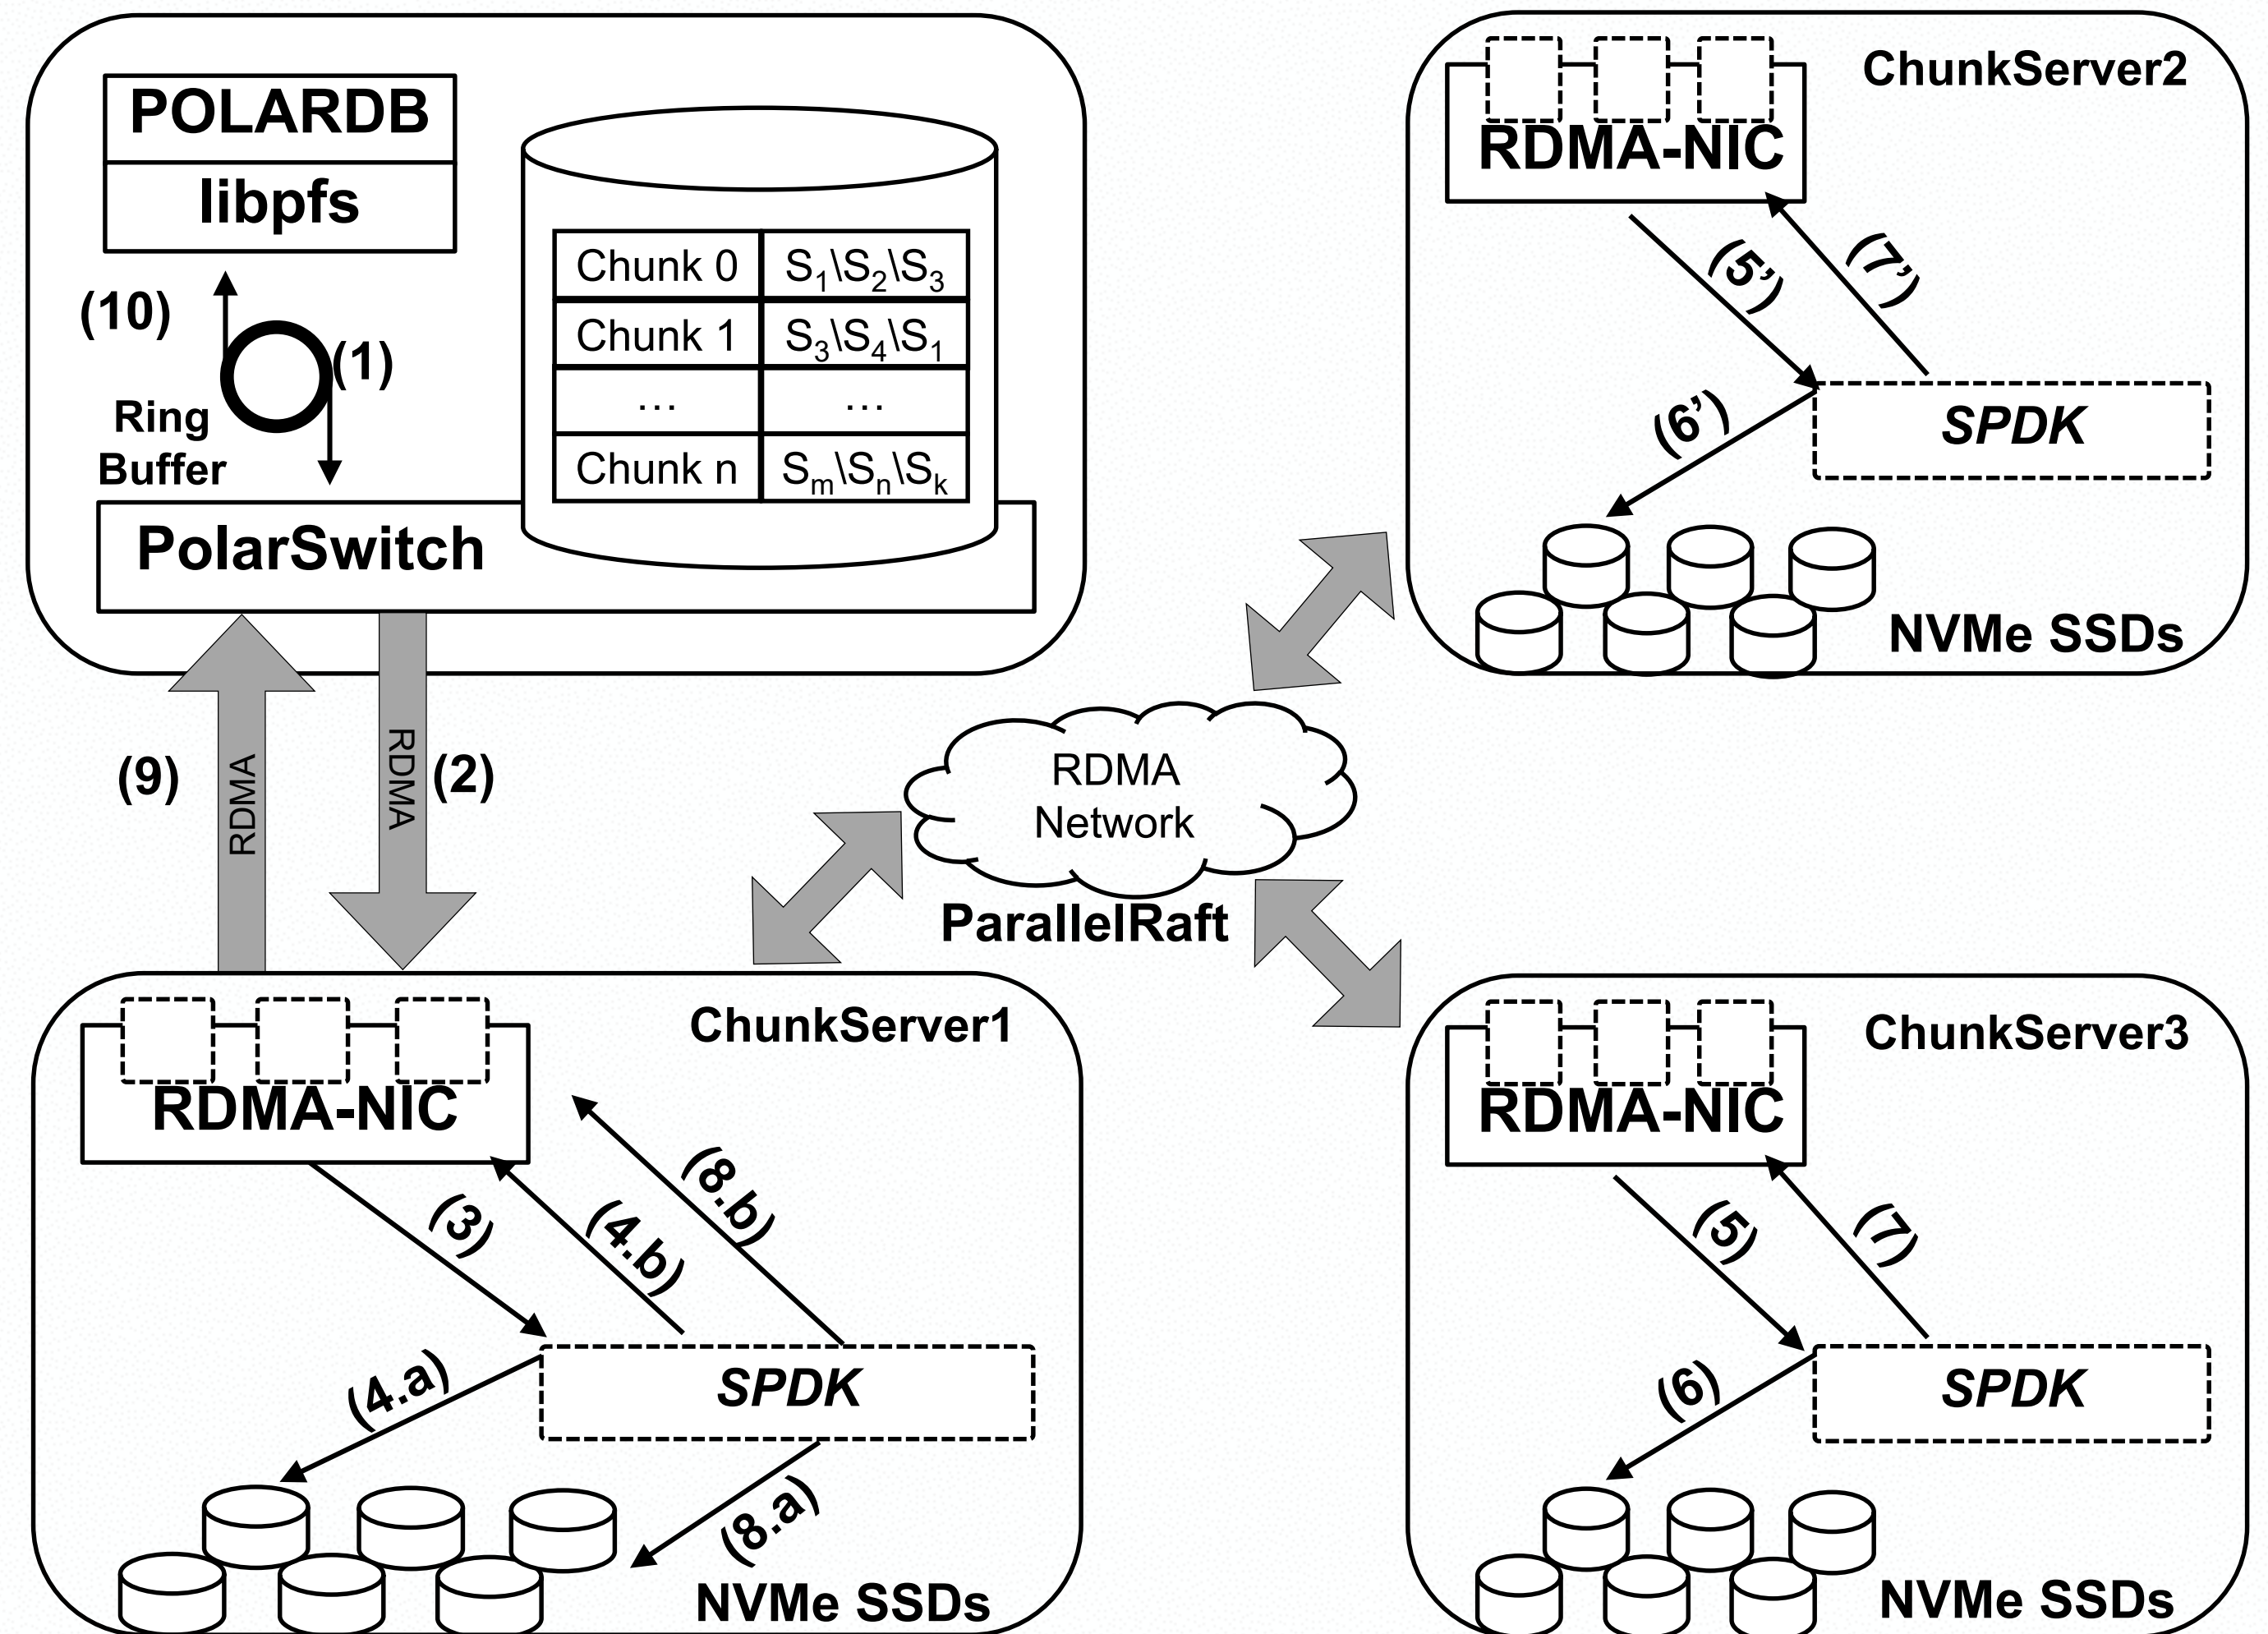 POLARDB
libpfs
(10)
(1)
Ring
Buffer
Chunk 0 S₁\S₂\S₃
Chunk 1 S₃\S₄\S₁
… …
Chunk n Sₘ\Sₙ\Sₖ
PolarSwitch
ChunkServer2
RDMA-NIC
(5’)
(7’)
(6’)
SPDK
NVMe SSDs
(9)
RDMA
RDMA
(2)
RDMA
Network
ParallelRaft
ChunkServer1
RDMA-NIC
(3)
(4.b)
(8.b)
(4.a)
SPDK
(8.a)
NVMe SSDs
ChunkServer3
RDMA-NIC
(5)
(7)
(6)
SPDK
NVMe SSDs